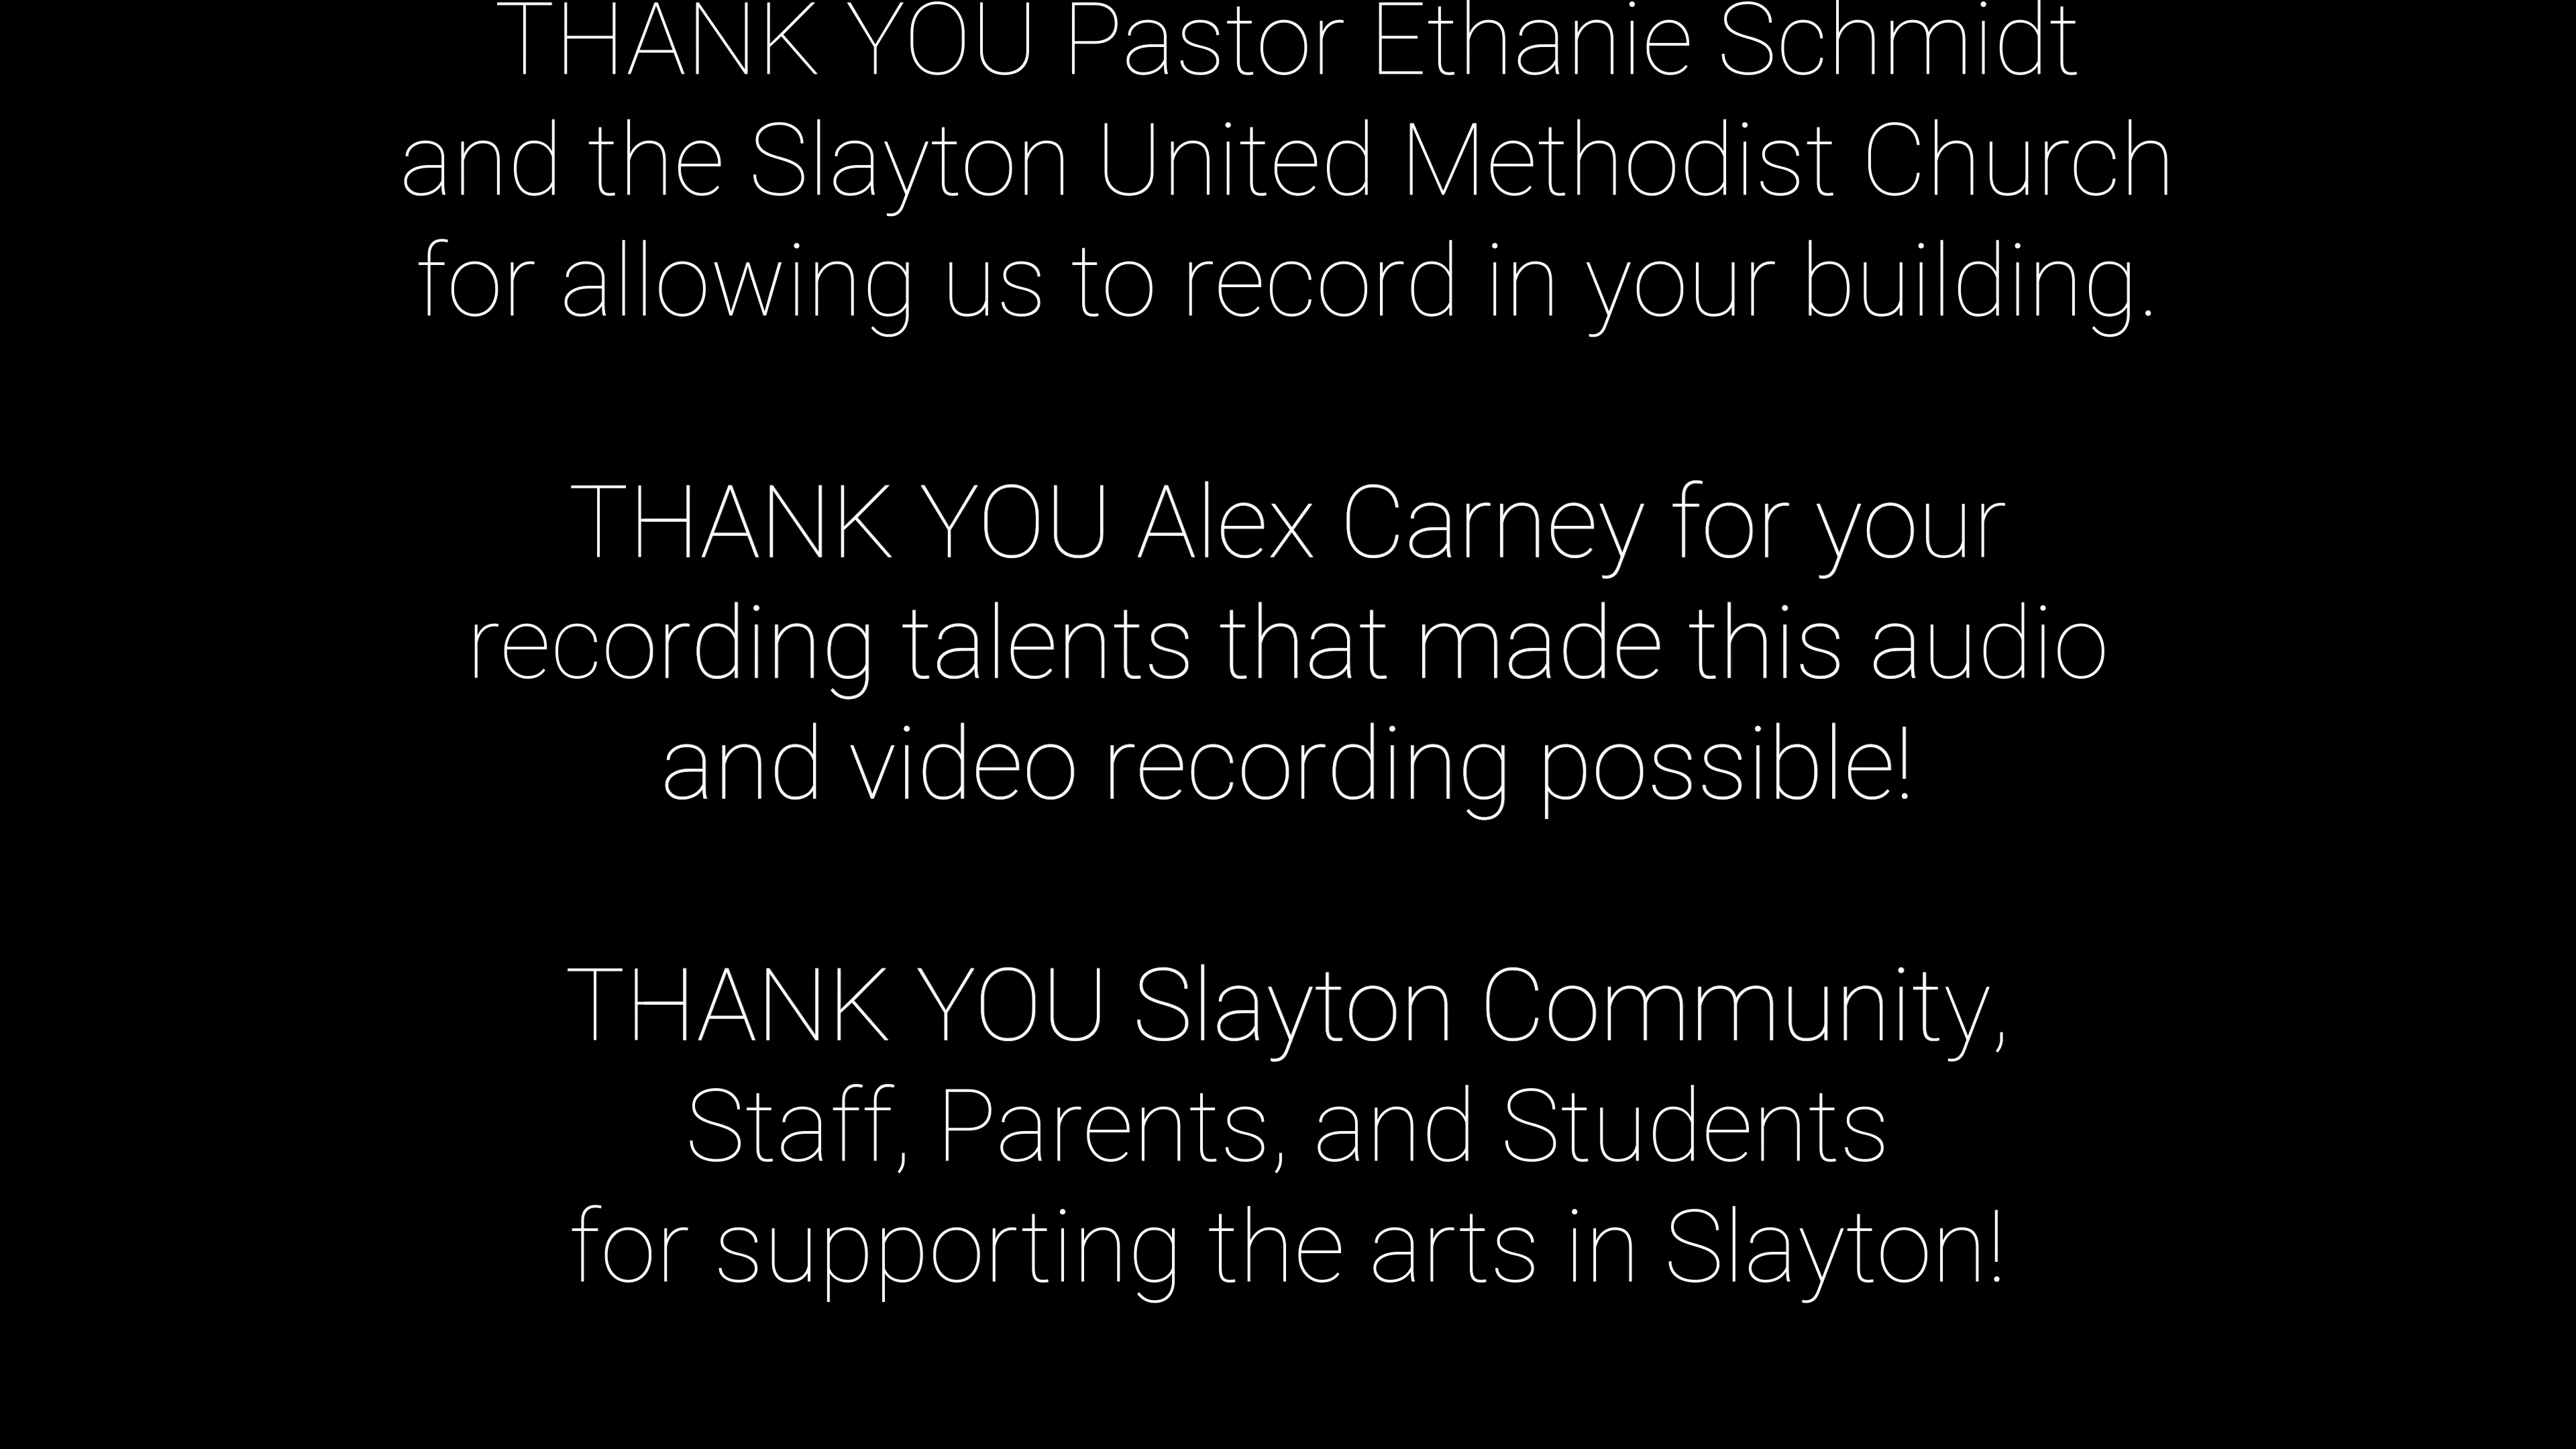 THANK YOU Pastor Ethanie Schmidt
and the Slayton United Methodist Church
for allowing us to record in your building.
THANK YOU Alex Carney for your
recording talents that made this audio
and video recording possible!
THANK YOU Slayton Community,
Staff, Parents, and Students
for supporting the arts in Slayton!